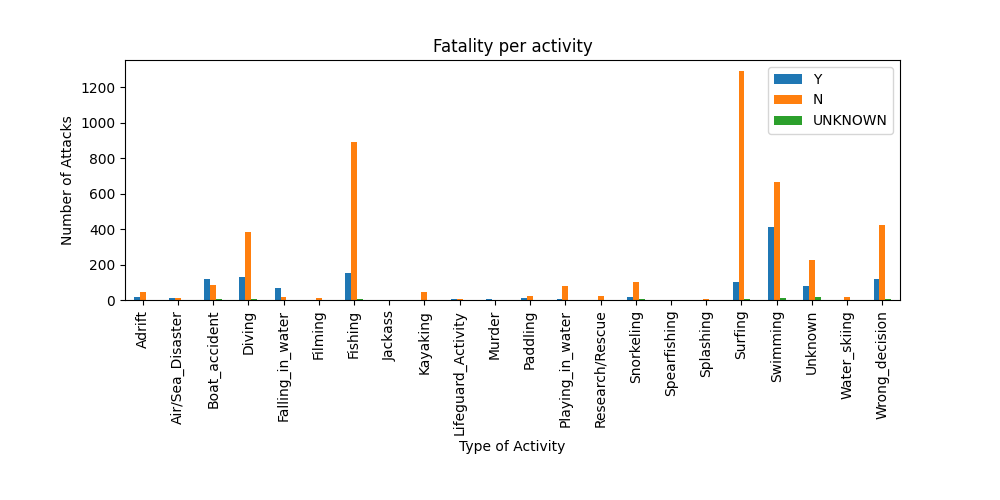 Fatality per activity
Y
N
UNKNOWN
Number of Attacks
1200
1000
800
600
400
200
0
Adrift
Air/Sea_Disaster
Boat_accident
Diving
Falling_in_water
Filming
Fishing
Jackass
Kayaking
Lifeguard_Activity
Murder
Paddling
Playing_in_water
Research/Rescue
Snorkeling
Spearfishing
Splashing
Surfing
Swimming
Unknown
Water_skiing
Wrong_decision
Type of Activity